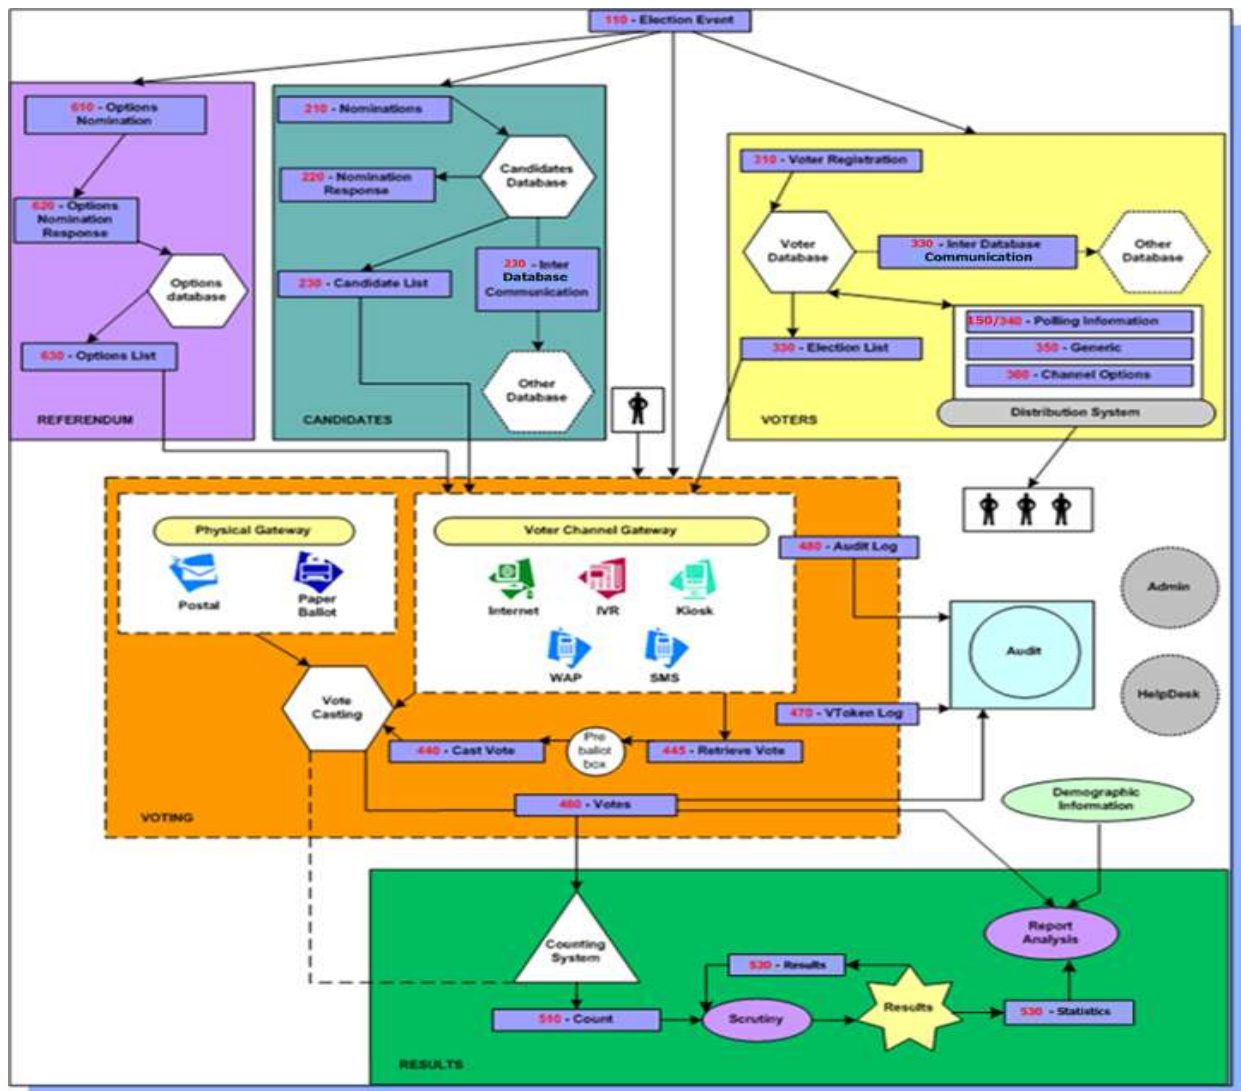 110 - Election Event
610 - Options
Nomination
620 - Options
Nomination
Response
Options
database
630 - Options List
REFERENDUM
210 - Nominations
Candidates
Database
220 - Nomination
Response
230 - Inter
Database
Communication
230 - Candidate List
Other
Database
CANDIDATES
310 - Voter Registration
Voter
Database
330 - Inter Database
Communication
Other
Database
150/340 - Polling Information
330 - Election List
350 - Generic
360 - Channel Options
Distribution System
VOTERS
Physical Gateway
Postal
Paper
Ballot
Voter Channel Gateway
Internet
IVR
Kiosk
WAP
SMS
480 - Audit Log
Admin
Audit
HelpDesk
Vote
Casting
470 - VToken Log
440 - Cast Vote
Pre
ballot
box
445 - Retrieve Vote
460 - Votes
VOTING
Demographic
Information
Counting
System
Report
Analysis
520 - Results
510 - Count
Scrutiny
Results
530 - Statistics
RESULTS